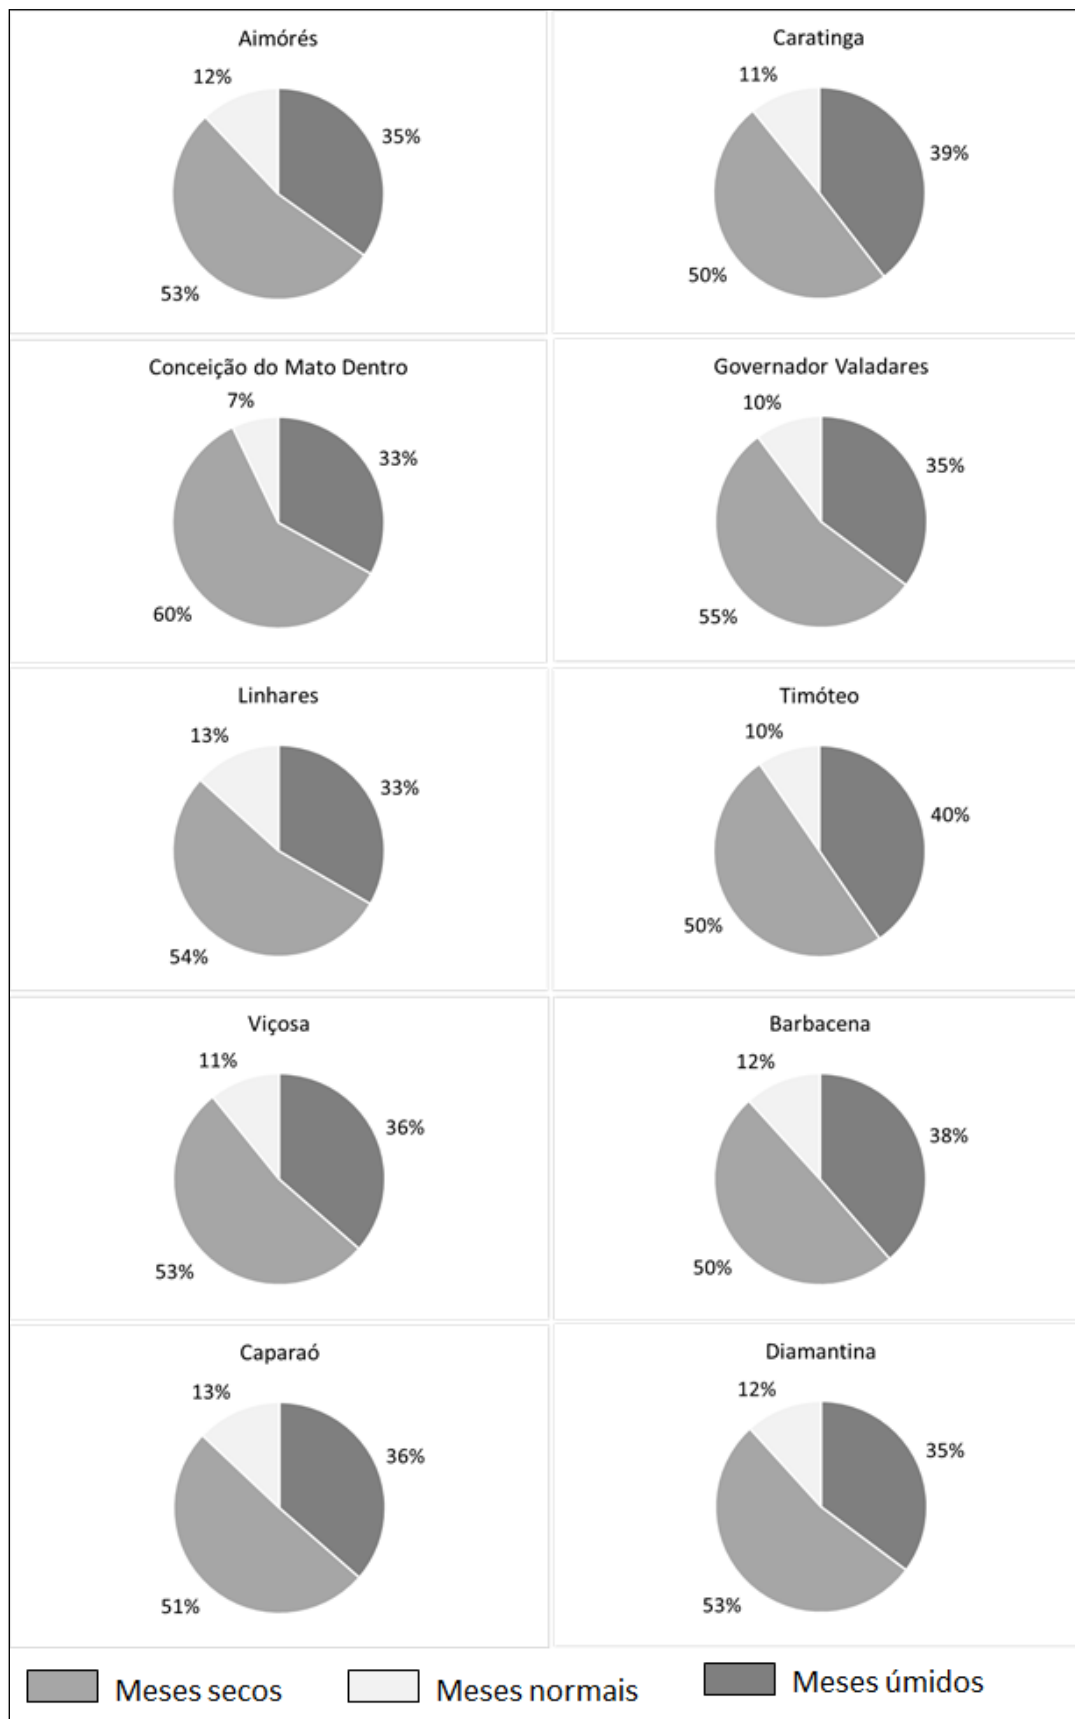 Aimórés
12%
35%
53%
Caratinga
11%
39%
50%
Conceição do Mato Dentro
7%
33%
60%
Governador Valadares
10%
35%
55%
Linhares
13%
33%
54%
Timóteo
10%
40%
50%
Viçosa
11%
36%
53%
Barbacena
12%
38%
50%
Caparaó
13%
36%
51%
Diamantina
12%
35%
53%
Meses secos
Meses normais
Meses úmidos